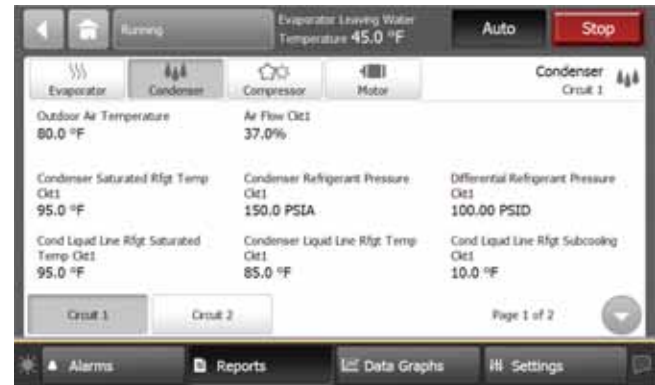 Running
Evaporator Leaving Water
Temperature 45.0 °F
Auto
Stop
Evaporator
Condenser
Compressor
Motor
Condenser
Circuit 1
Outdoor Air Temperature
80.0 °F
Air Flow Ckt1
37.0%
Condenser Saturated Rfgt Temp
Ckt1
95.0 °F
Condenser Refrigerant Pressure
Ckt1
150.0 PSIA
Differential Refrigerant Pressure
Ckt1
100.00 PSID
Cond Liquid Line Rfgt Saturated
Temp Ckt1
95.0 °F
Condenser Liquid Line Rfgt Temp
Ckt1
85.0 °F
Cond Liquid Line Rfgt Subcooling
Ckt1
10.0 °F
Circuit 1
Circuit 2
Page 1 of 2
Alarms
Reports
Data Graphs
Settings